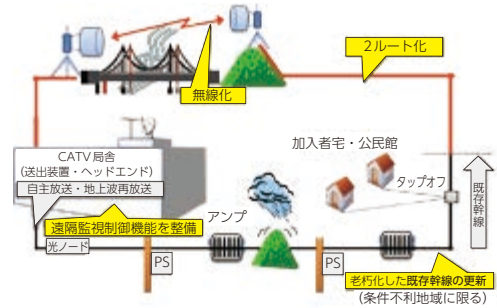 2ルート化
無線化
CATV局舎
(送出装置・ヘッドエンド)
自主放送・地上波再放送
遠隔監視制御機能を整備
光ノード
加入者宅・公民館
タップオフ
既存幹線
アンプ
PS
PS
老朽化した既存幹線の更新
(条件不利地域に限る)